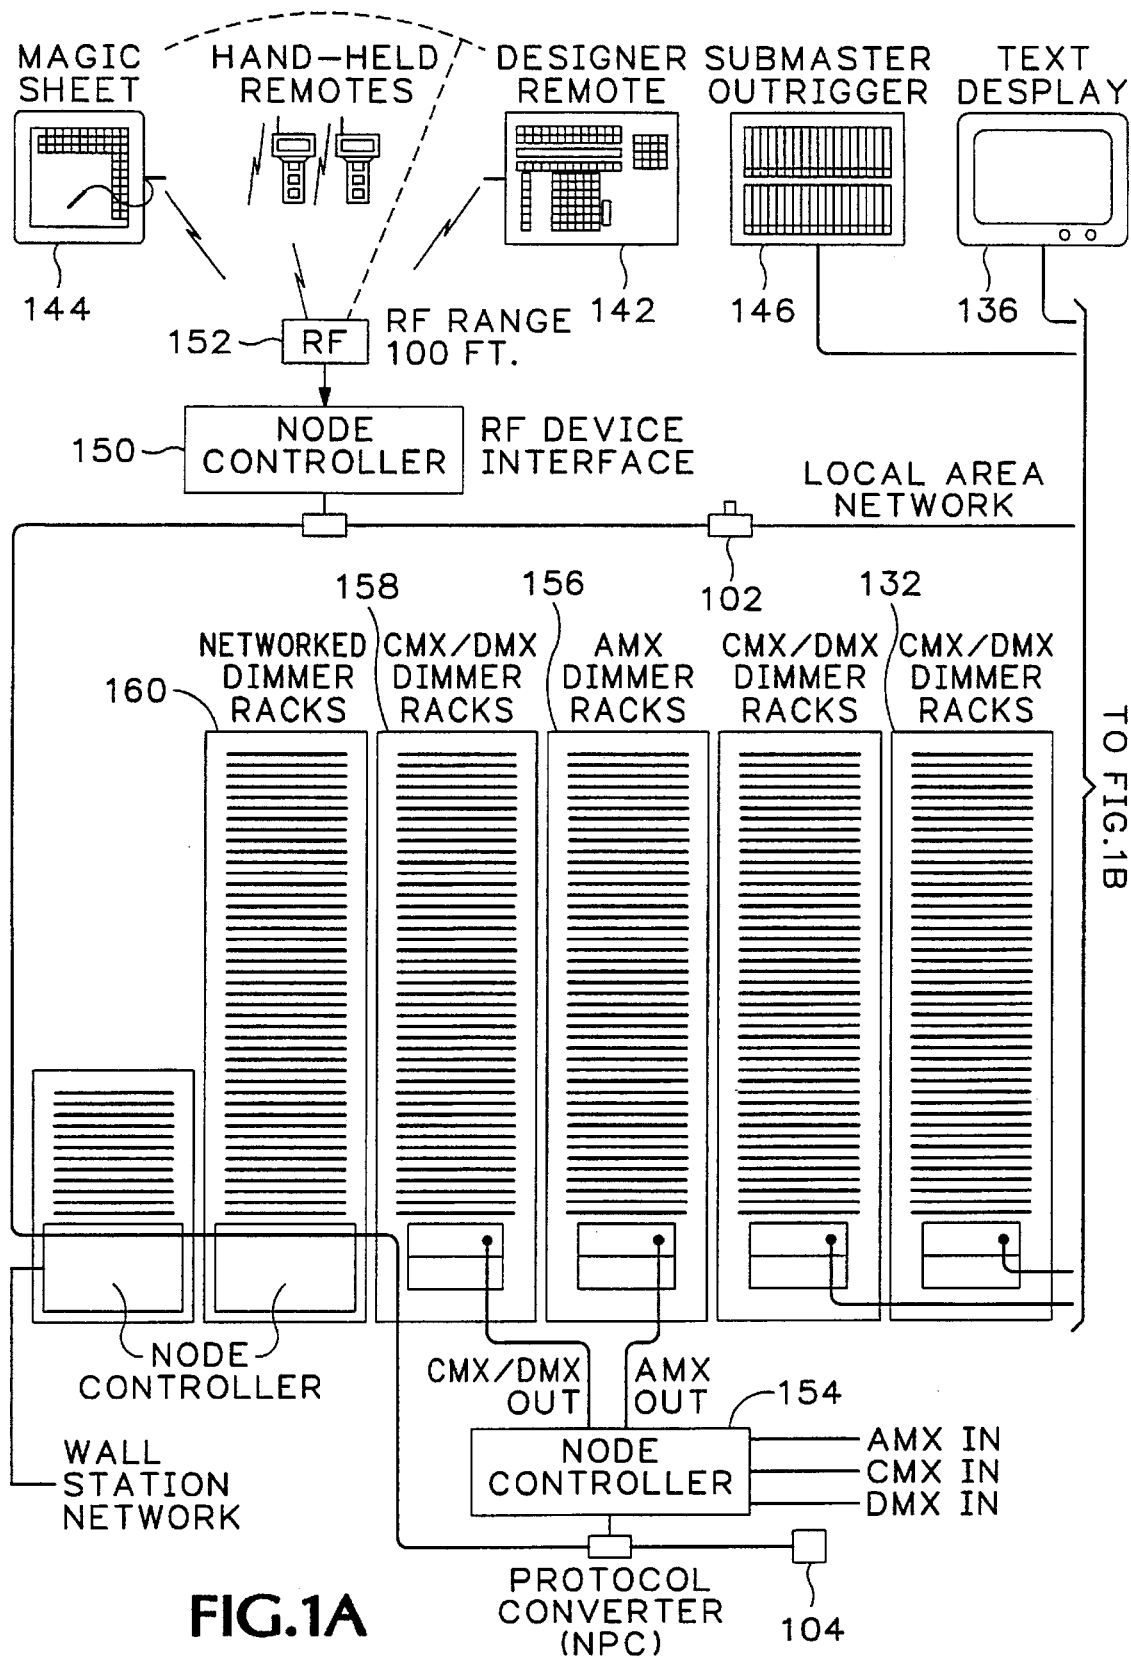 MAGIC
SHEET
HAND-HELD
REMOTES
DESIGNER
REMOTE
SUBMASTER
OUTRIGGER
TEXT
DESPLAY
144
142
146
136
152
RF
RF RANGE
100 FT.
150
NODE
CONTROLLER
RF DEVICE
INTERFACE
LOCAL AREA
NETWORK
102
158
156
132
160
NETWORKED
DIMMER
RACKS
CMX/DMX
DIMMER
RACKS
AMX
DIMMER
RACKS
CMX/DMX
DIMMER
RACKS
CMX/DMX
DIMMER
RACKS
TO FIG.1B
NODE
CONTROLLER
CMX/DMX
OUT
AMX
OUT
154
NODE
CONTROLLER
AMX IN
CMX IN
DMX IN
WALL
STATION
NETWORK
PROTOCOL
CONVERTER
(NPC)
104
FIG.1A